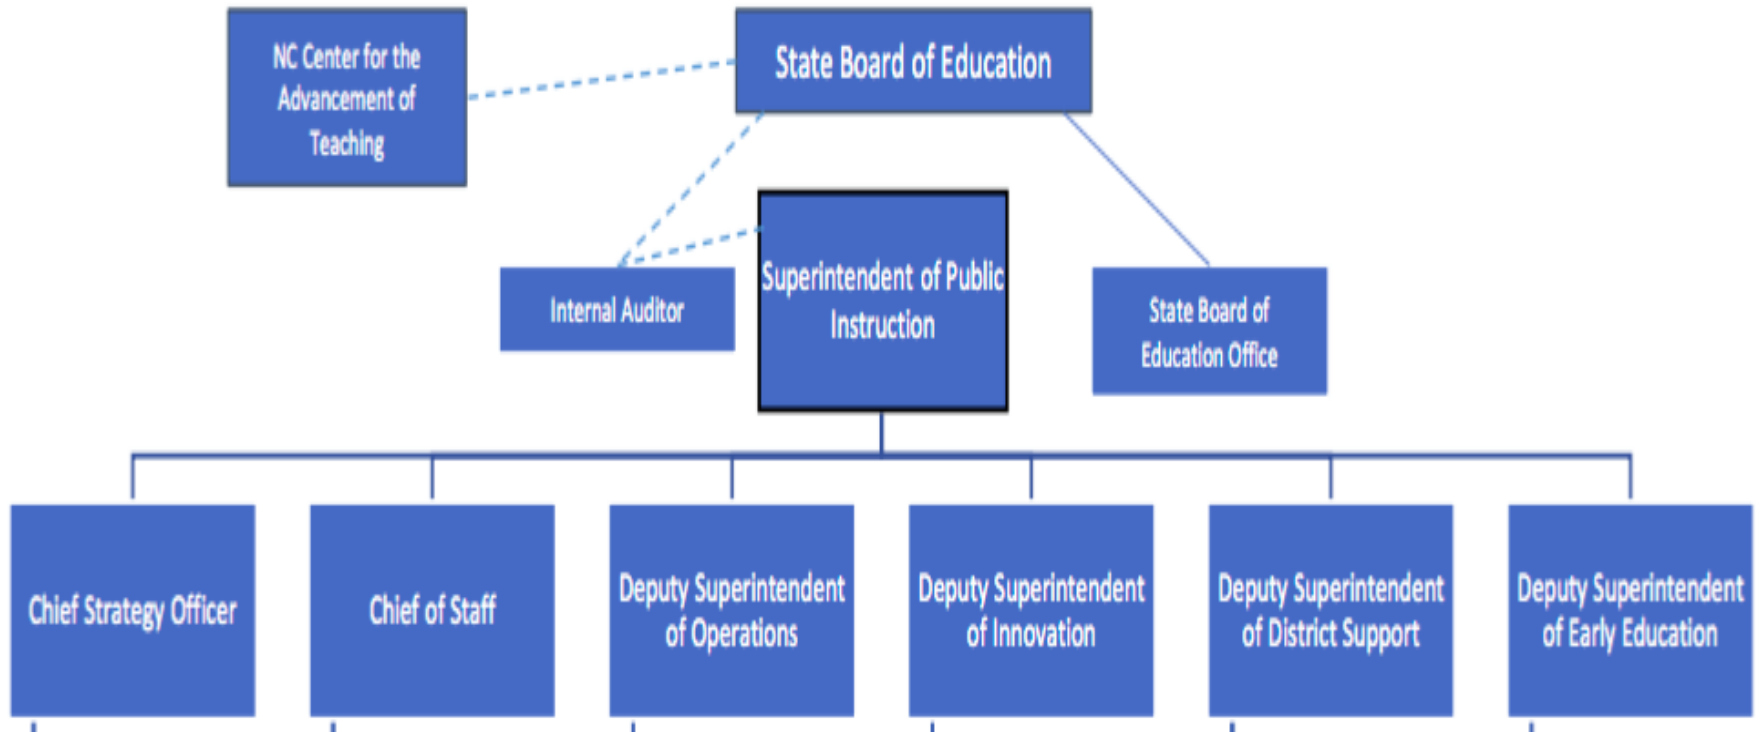 NC Center for the
Advancement of
Teaching
State Board of Education
Internal Auditor
Superintendent of Public
Instruction
State Board of
Education Office
Chief Strategy Officer
Chief of Staff
Deputy Superintendent
of Operations
Deputy Superintendent
of Innovation
Deputy Superintendent
of District Support
Deputy Superintendent
of Early Education